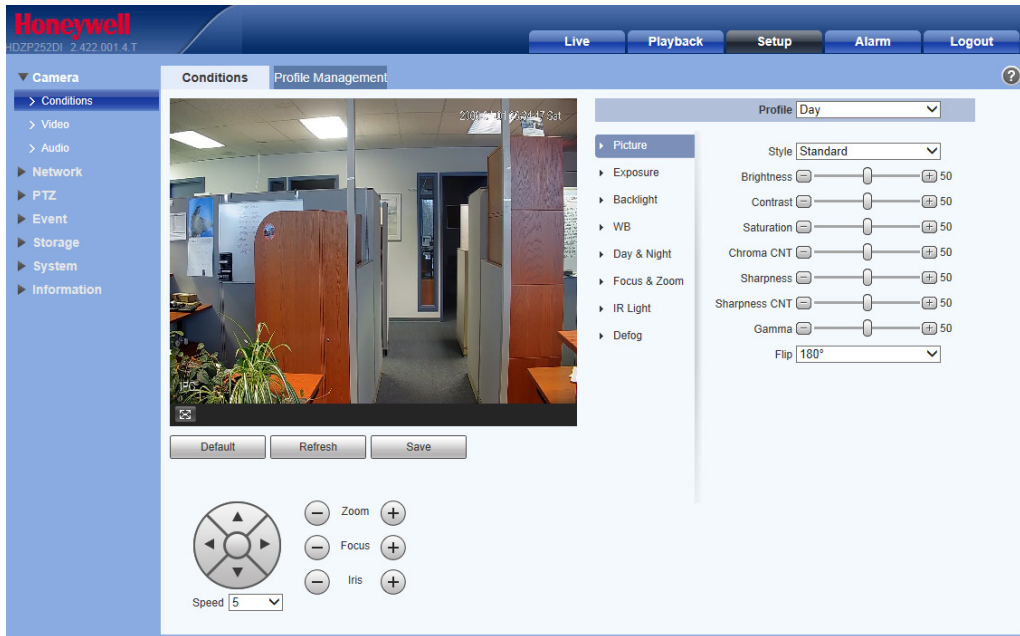 Honeywell
HDZP252DI 2.422.001.4.T
Live
Playback
Setup
Alarm
Logout
Camera
Conditions
Video
Audio
Network
PTZ
Event
Storage
System
Information
Conditions
Profile Management
?
IPC
Default
Refresh
Save
Zoom
Focus
Iris
Speed 5
Profile Day
Picture
Exposure
Backlight
WB
Day & Night
Focus & Zoom
IR Light
Defog
Style Standard
Brightness 50
Contrast 50
Saturation 50
Chroma CNT 50
Sharpness 50
Sharpness CNT 50
Gamma 50
Flip 180°